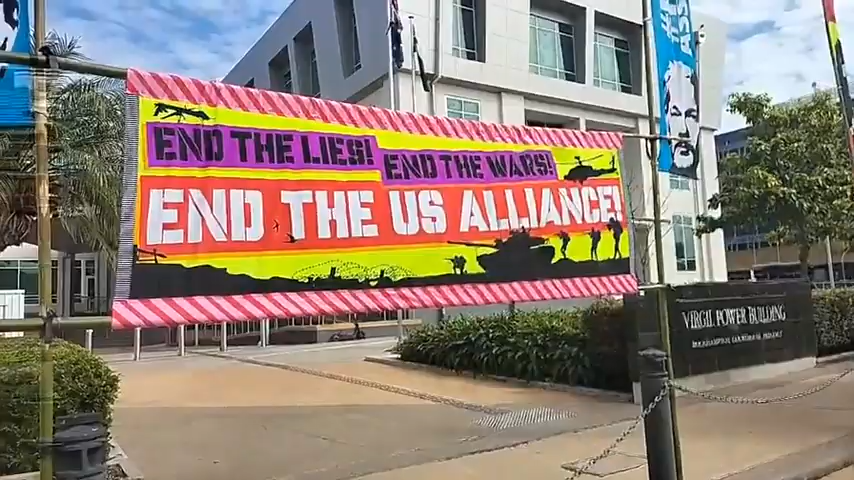 END THE LIES! END THE WARS!
END THE US ALLIANCE!
VIRGIL POWER BUILDING